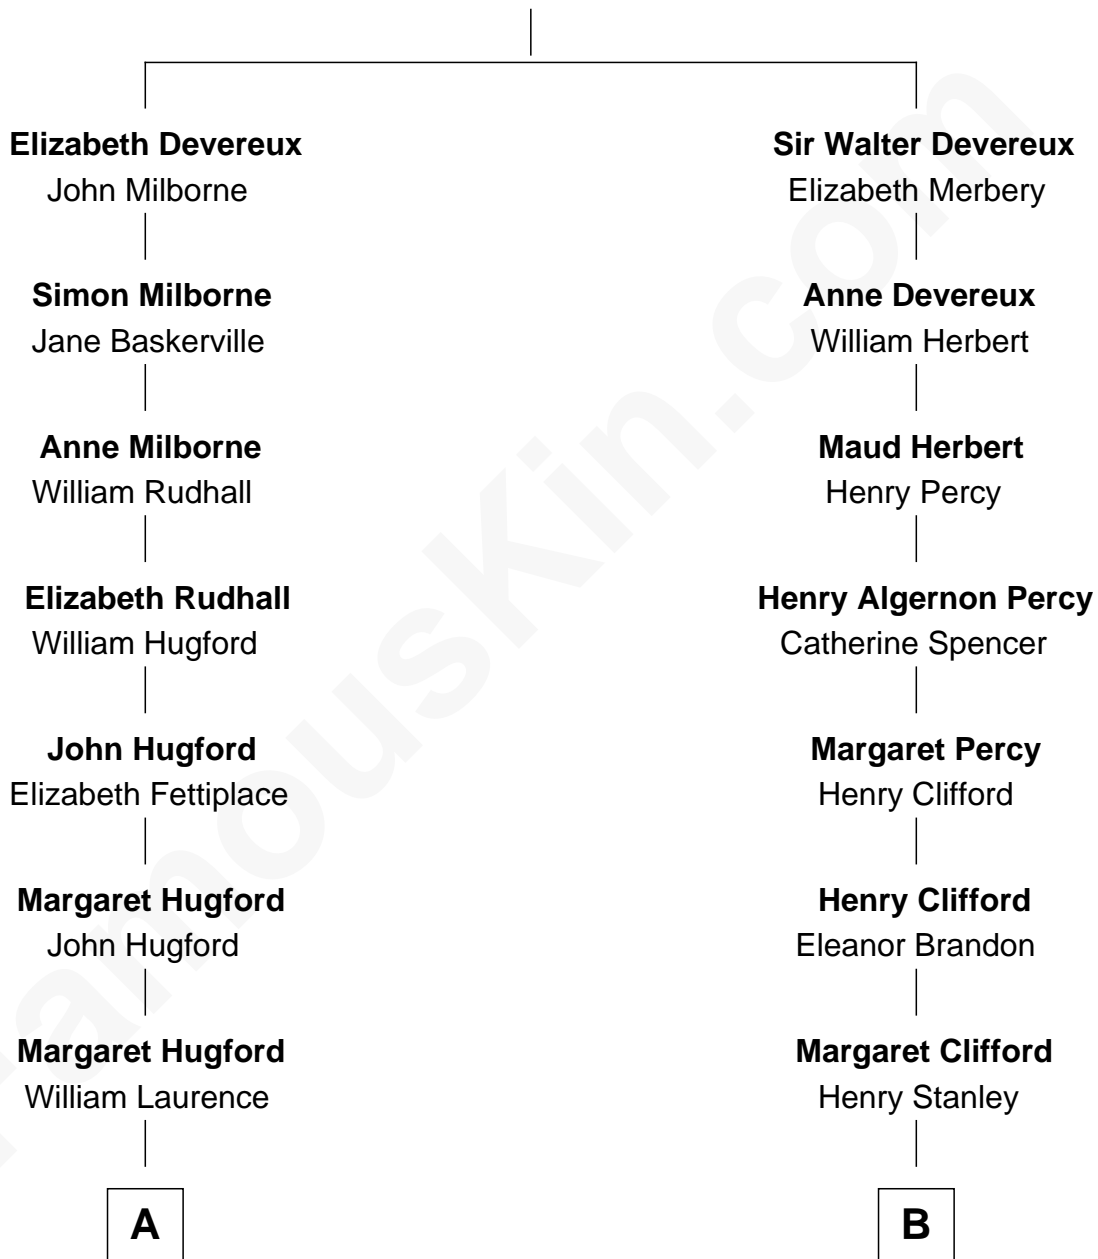 Elizabeth Devereux
John Milborne
Simon Milborne
Jane Baskerville
Anne Milborne
William Rudhall
Elizabeth Rudhall
William Hugford
John Hugford
Elizabeth Fettiplace
Margaret Hugford
John Hugford
Margaret Hugford
William Laurence
A
Sir Walter Devereux
Elizabeth Merbery
Anne Devereux
William Herbert
Maud Herbert
Henry Percy
Henry Algernon Percy
Catherine Spencer
Margaret Percy
Henry Clifford
Henry Clifford
Eleanor Brandon
Margaret Clifford
Henry Stanley
B
FamousKin.com